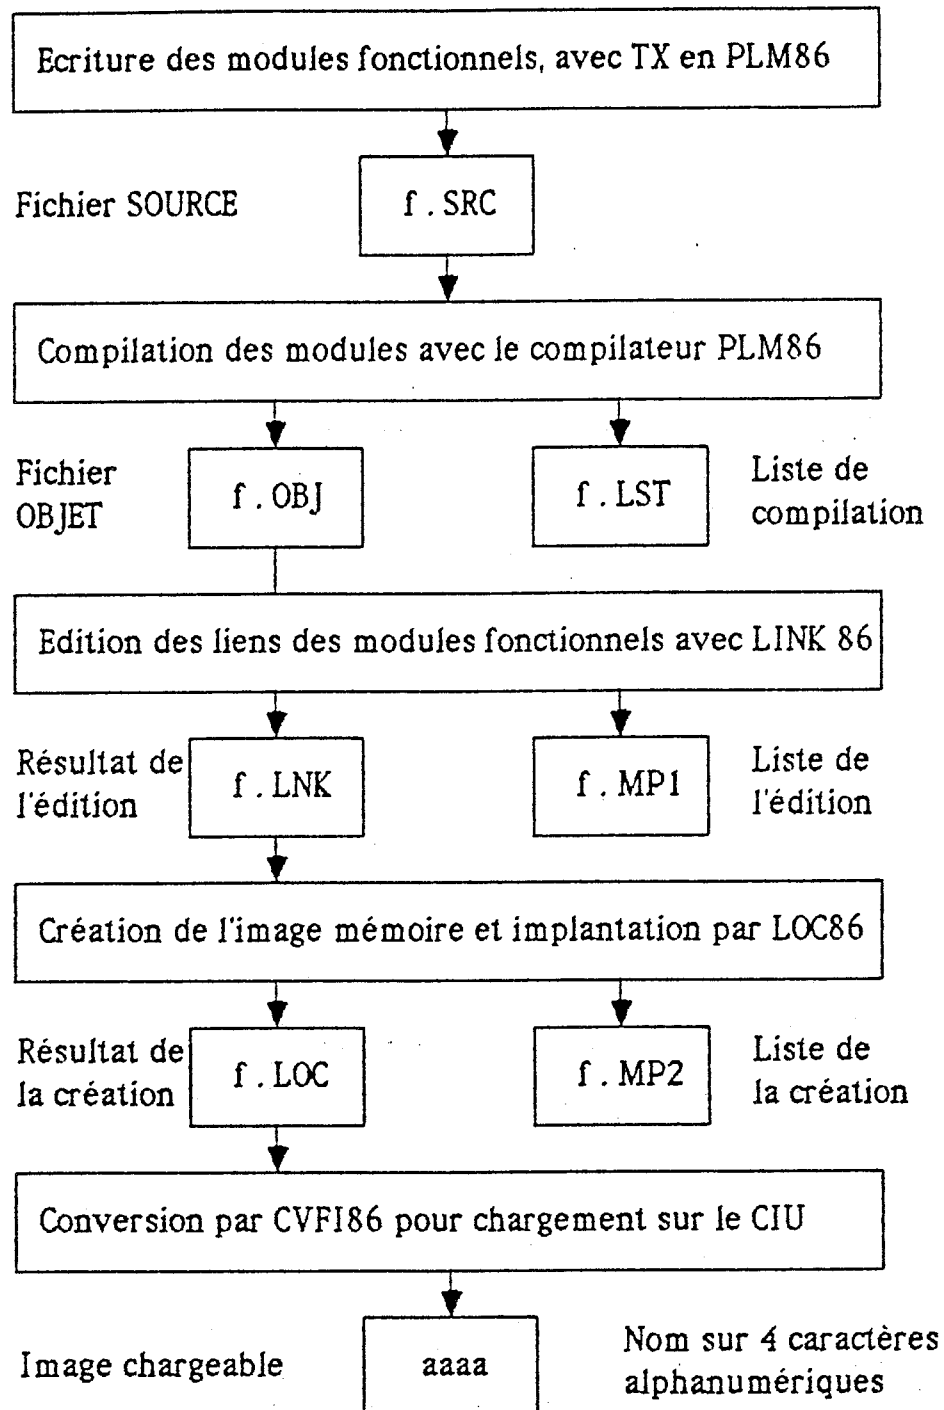 Ecriture des modules fonctionnels, avec TX en PLM86
Fichier SOURCE
f . SRC
Compilation des modules avec le compilateur PLM86
Fichier
OBJET
f . OBJ
f . LST
Liste de
compilation
Edition des liens des modules fonctionnels avec LINK 86
Résultat de
l'édition
f . LNK
f . MP1
Liste de
l'édition
Création de l'image mémoire et implantation par LOC86
Résultat de
la création
f . LOC
f . MP2
Liste de
la création
Conversion par CVFI86 pour chargement sur le CIU
Image chargeable
aaaa
Nom sur 4 caractères
alphanumériques